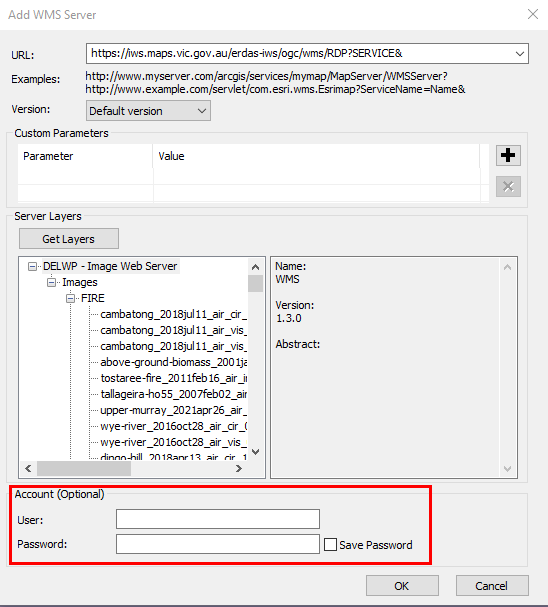 Add WMS Server
URL: https://iws.maps.vic.gov.au/erdas-iws/ogc/wms/RDP?SERVICE&
Examples: http://www.myserver.com/arcgis/services/mymap/MapServer/WMSServer?
http://www.example.com/servlet/com.esri.wms.Esrimap?ServiceName=Name&
Version: Default version
Custom Parameters
Parameter Value
Server Layers
Get Layers
DELWP - Image Web Server
Images
FIRE
cambatong_2018jul11_air_cir_
cambatong_2018jul11_air_vis_
cambatong_2018jul11_air_vis_
above-ground-biomass_2001ja
tostaree-fire_2011feb16_air_ir
tallageira-ho55_2007feb02_air
upper-murray_2021apr26_air_
wye-river_2016oct28_air_cir_0
wye-river_2016oct28_air_vis_
dingo-hill_2018apr13_air_cir_1
Name:
WMS
Version:
1.3.0
Abstract:
Account (Optional)
User:
Password: Save Password
OK Cancel